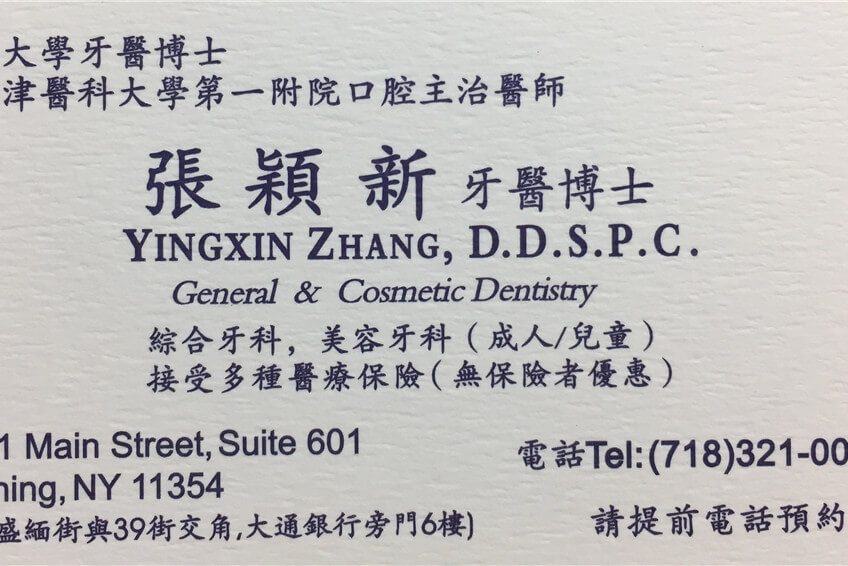 大學牙醫博士
津醫科大學第一附院口腔主治醫師
張穎新 牙醫博士
YINGXIN ZHANG, D.D.S.P.C.
General & Cosmetic Dentistry
綜合牙科, 美容牙科 (成人/兒童)
接受多種醫療保險 (無保險者優惠)
1 Main Street, Suite 601
hing, NY 11354
盛緬街與39街交角,大通銀行旁門6樓)
電話Tel:(718)321-00
請提前電話預約